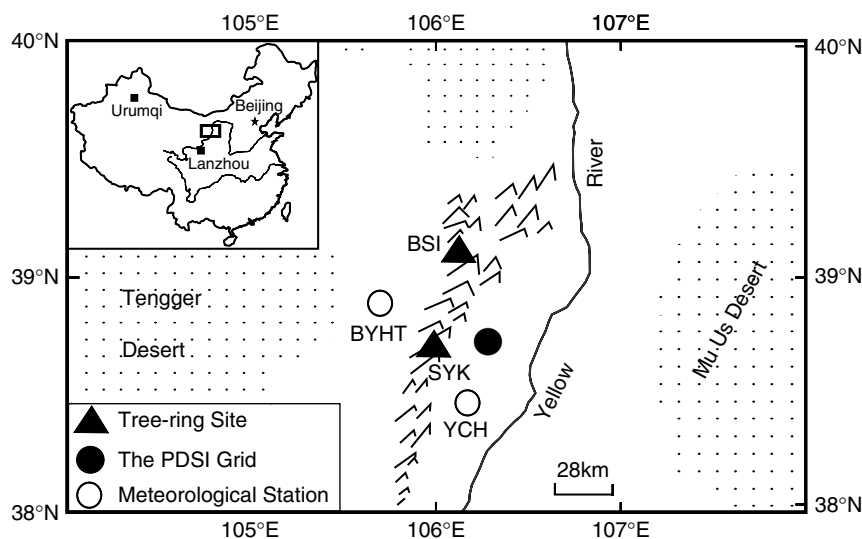 105°E 106°E 107°E
40°N 40°N
Urumqi
Beijing
Lanzhou
River
BSI
39°N 39°N
Tengger
Desert
BYHT
Mu Us Desert
SYK
Yellow
YCH
Tree-ring Site
The PDSI Grid
Meteorological Station
28km
38°N 38°N
105°E 106°E 107°E